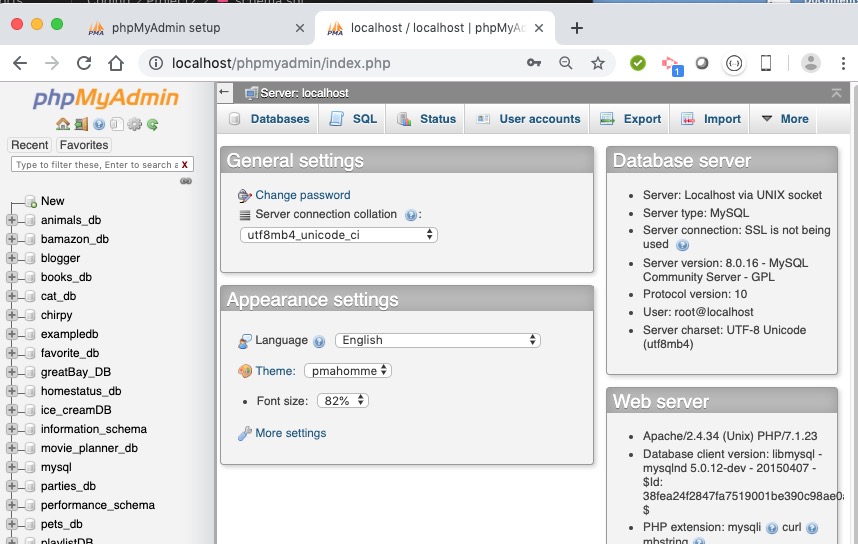 phpMyAdmin setup
localhost / localhost | phpMyAd
localhost/phpmyadmin/index.php
1
phpMyAdmin
Recent
Favorites
Type to filter these, Enter to search a X
New
animals_db
bamazon_db
blogger
books_db
cat_db
chirpy
exampledb
favorite_db
greatBay_DB
homestatus_db
ice_creamDB
information_schema
movie_planner_db
mysql
parties_db
performance_schema
pets_db
playlistDB
Server: localhost
Databases
SQL
Status
User accounts
Export
Import
More
General settings
Change password
Server connection collation :
utf8mb4_unicode_ci
Appearance settings
Language
English
Theme:
pmahomme
Font size:
82%
More settings
Database server
Server: Localhost via UNIX socket
Server type: MySQL
Server connection: SSL is not being
used
Server version: 8.0.16 - MySQL
Community Server - GPL
Protocol version: 10
User: root@localhost
Server charset: UTF-8 Unicode
(utf8mb4)
Web server
Apache/2.4.34 (Unix) PHP/7.1.23
Database client version: libmysql -
mysqlnd 5.0.12-dev - 20150407 -
$Id:
38fea24f2847fa7519001be390c98ae0
$
PHP extension: mysqli curl
mbstring